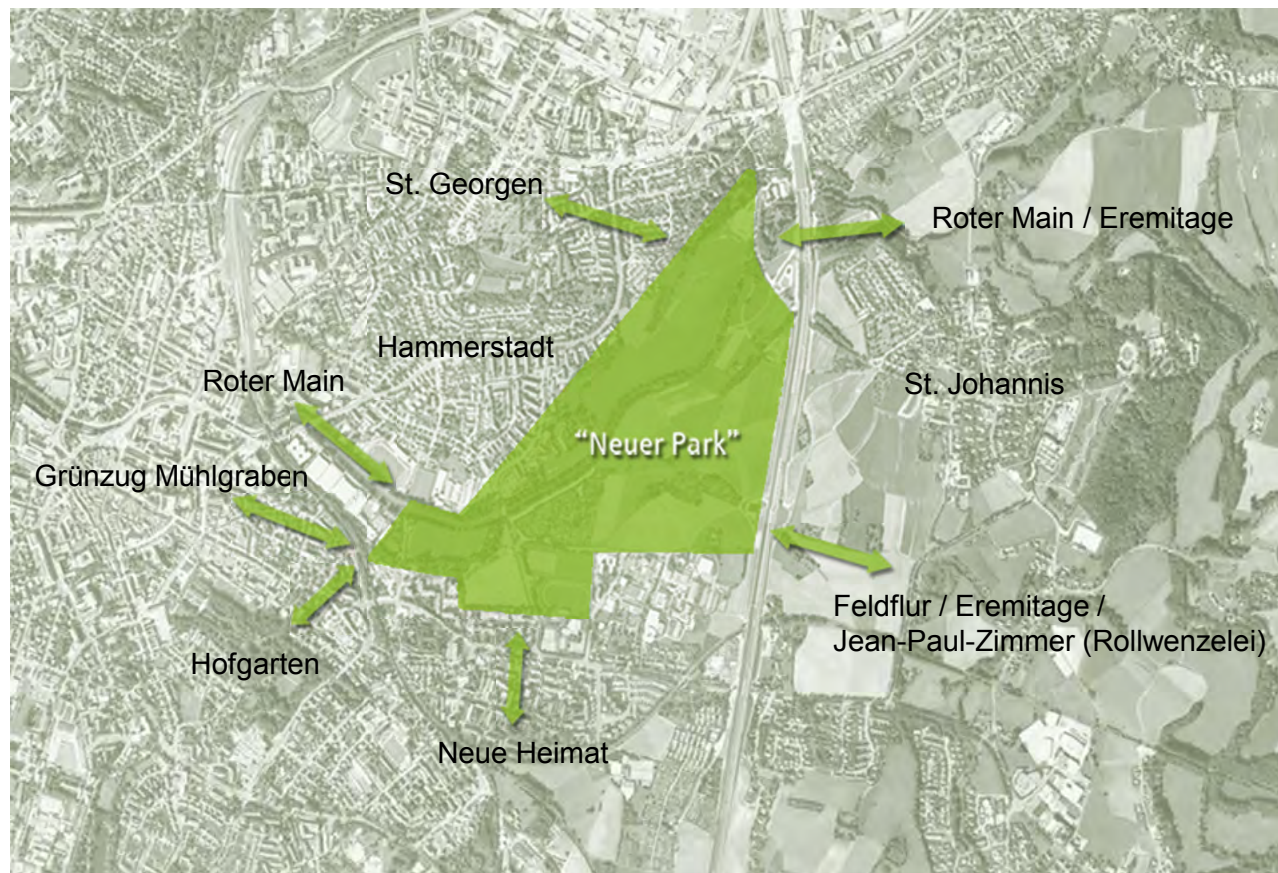 St. Georgen
Roter Main / Eremitage
Hammerstadt
Roter Main
St. Johannis
“Neuer Park”
Grünzug Mühlgraben
Feldflur / Eremitage /
Jean-Paul-Zimmer (Rollwenzelei)
Hofgarten
Neue Heimat